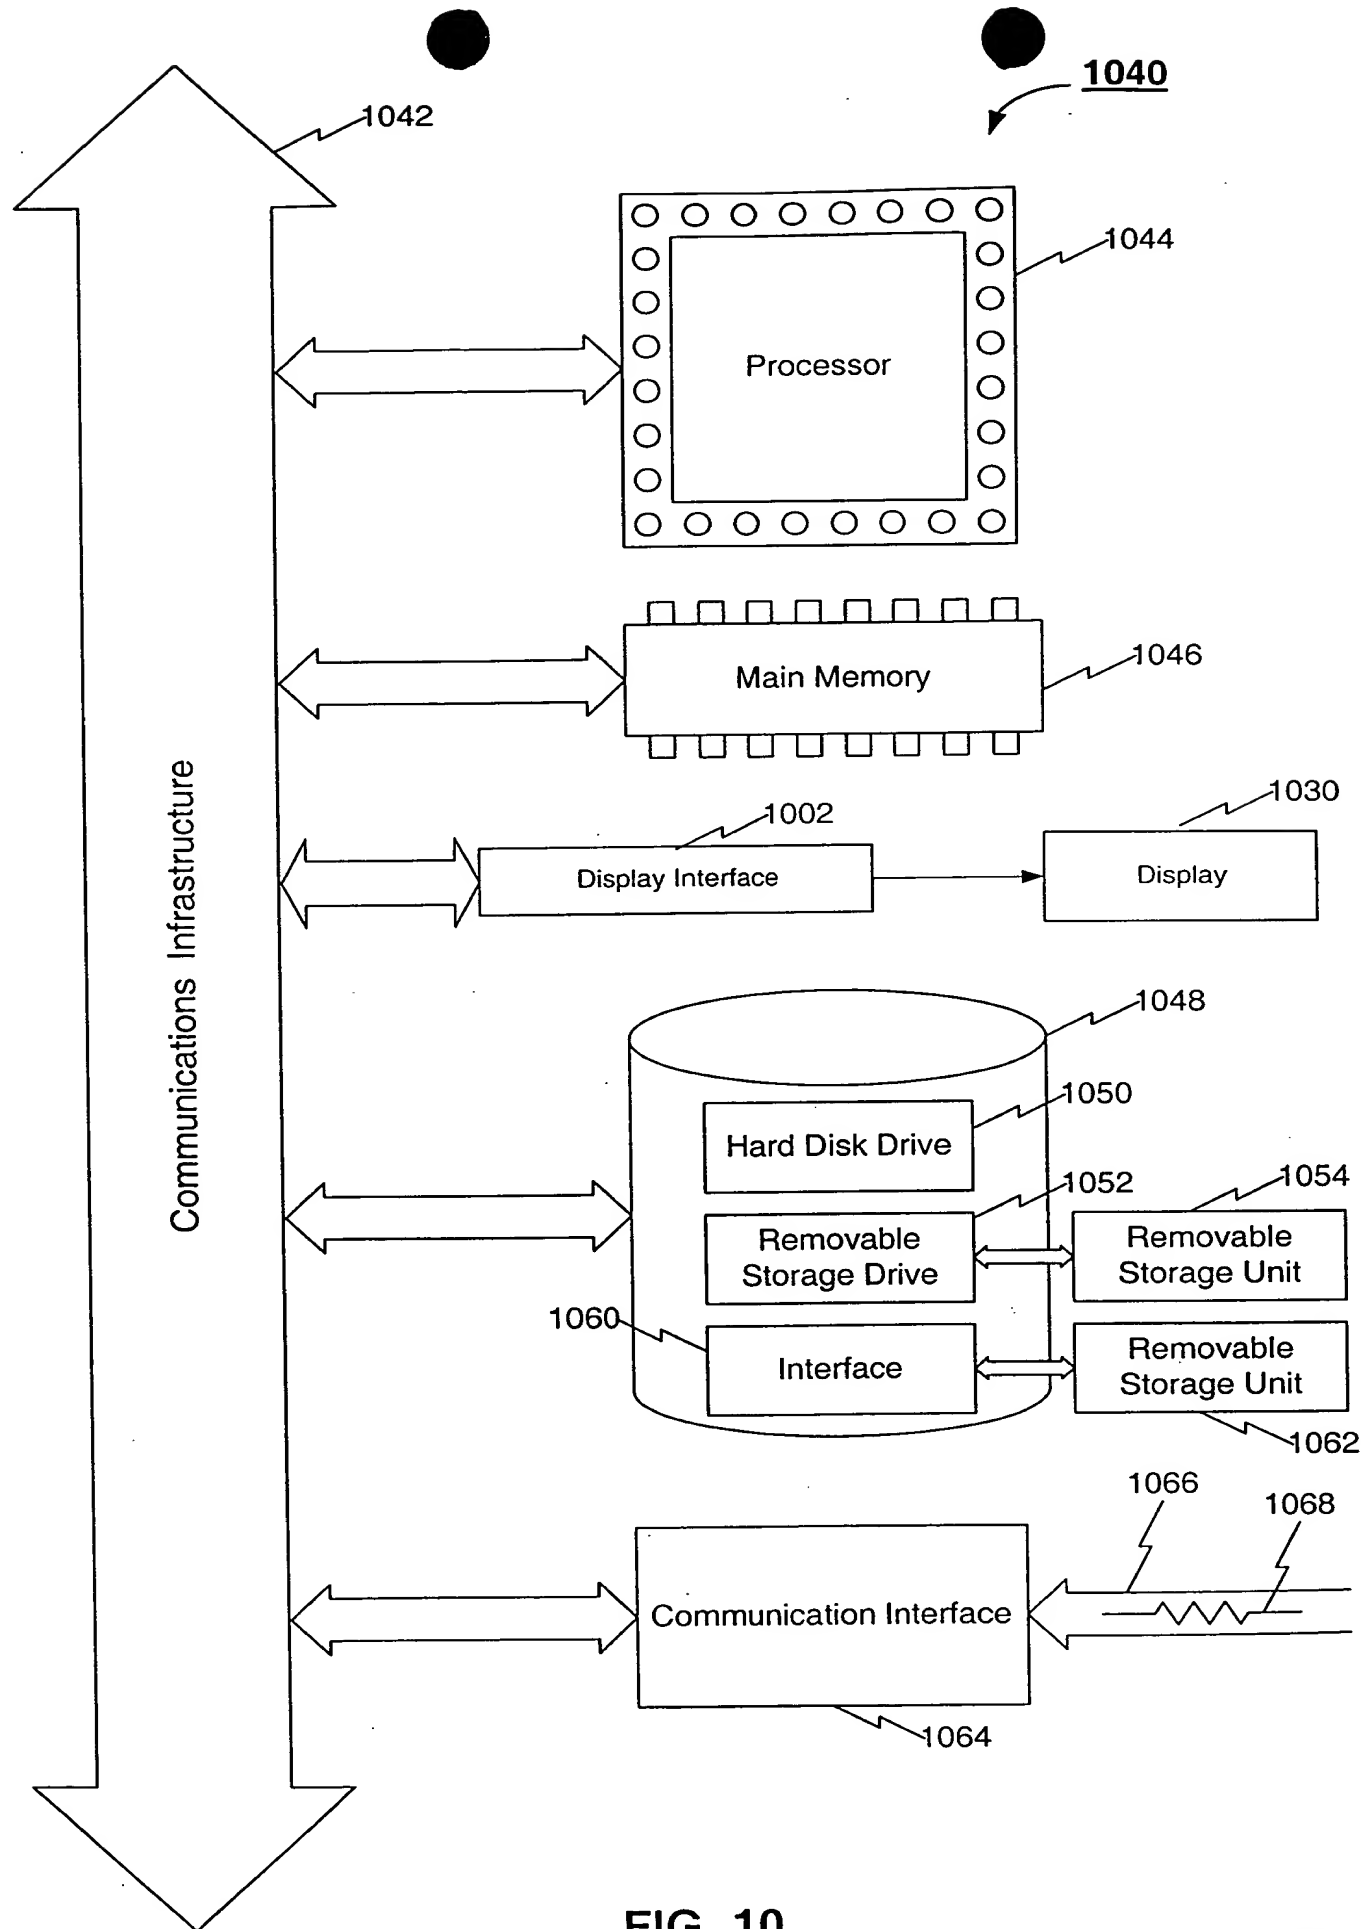 1040
1042
1044
Processor
1046
Main Memory
1002
1030
Display Interface
Display
Communications Infrastructure
1048
1050
Hard Disk Drive
1052
1054
Removable
Storage Drive
Removable
Storage Unit
1060
Interface
Removable
Storage Unit
1062
1066
1068
Communication Interface
1064
FIG. 10